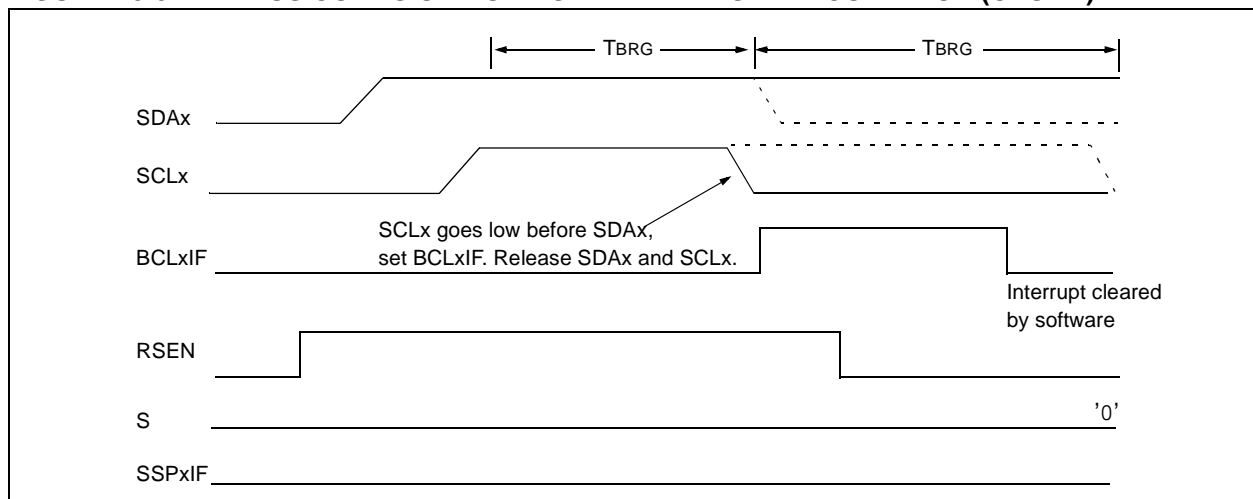 TBRG TBRG
SDAx
SCLx
SCLx goes low before SDAx,
set BCLxIF. Release SDAx and SCLx.
BCLxIF
Interrupt cleared
by software
RSEN
S '0'
SSPxIF